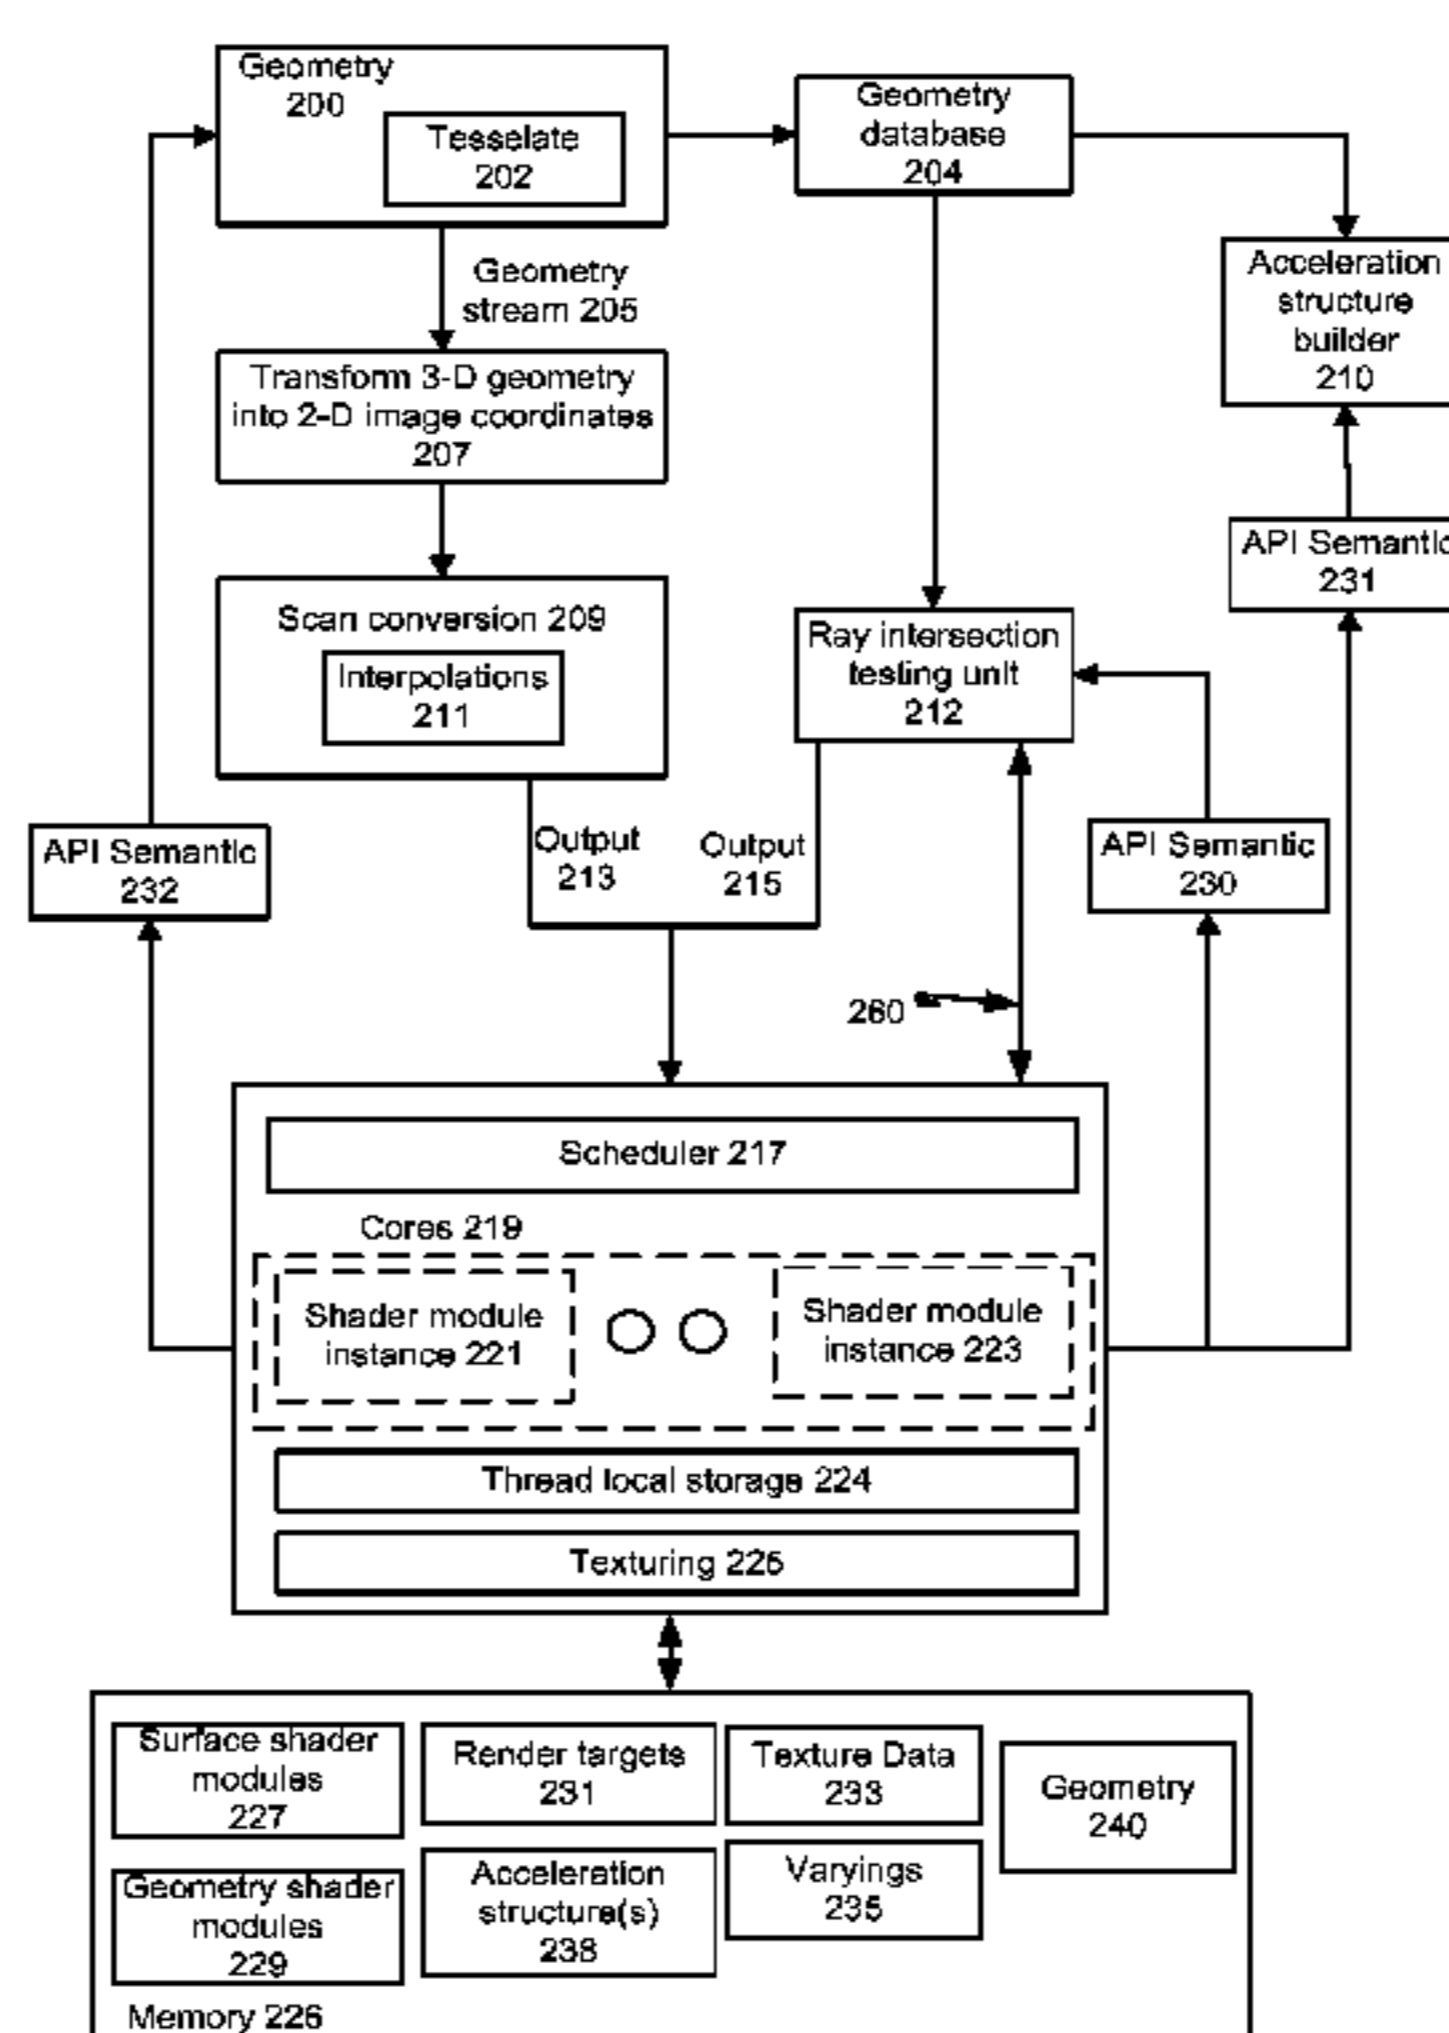 Geometry
200
Tesselate
202
Geometry
database
204
Geometry
stream 205
Acceleration
structure
builder
210
Transform 3-D geometry
into 2-D image coordinates
207
API Semantic
231
Scan conversion 209
Interpolations
211
Ray intersection
testing unit
212
API Semantic
232
Output
213
Output
215
API Semantic
230
260
Scheduler 217
Cores 219
Shader module
instance 221
Shader module
instance 223
Thread local storage 224
Texturing 225
Surface shader
modules
227
Render targets
231
Texture Data
233
Geometry
240
Geometry shader
modules
229
Acceleration
structure(s)
238
Varyings
235
Memory 226